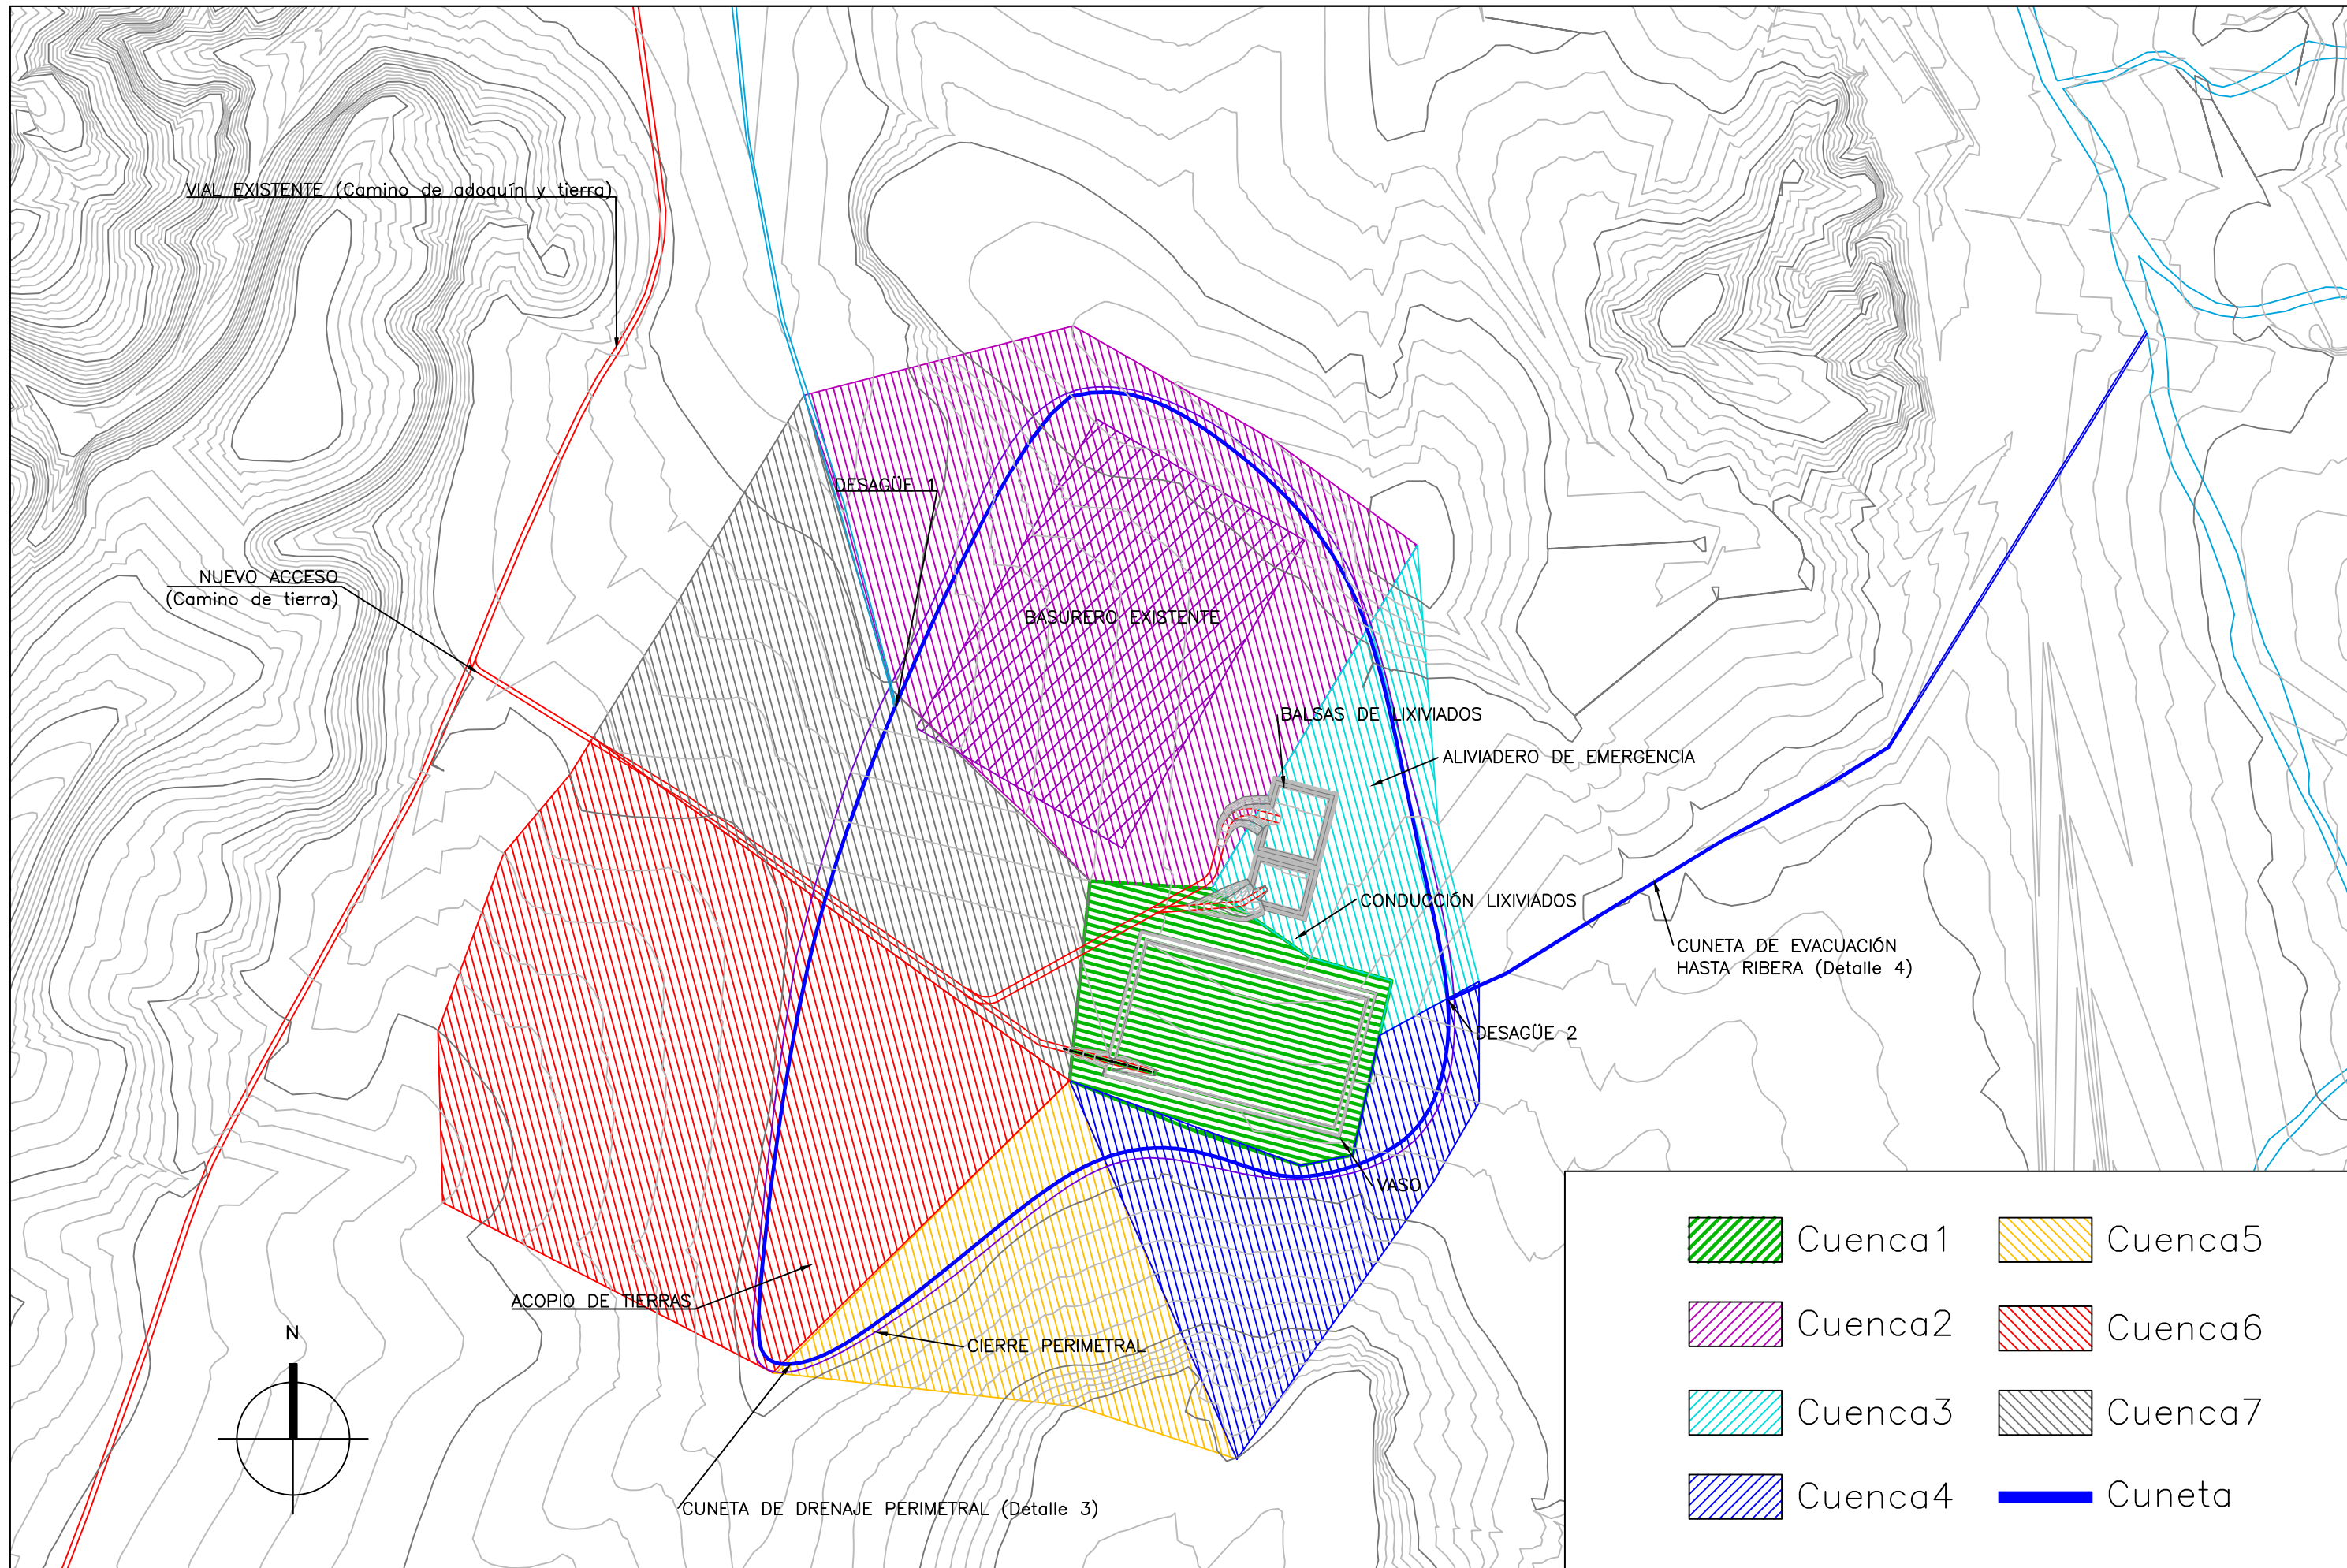 VIAL EXISTENTE (Camino de adoquín y tierra)
DESAGÜE 1
NUEVO ACCESO
(Camino de tierra)
BASURERO EXISTENTE
BALSAS DE LIXIVIADOS
ALIVIADERO DE EMERGENCIA
CONDUCCIÓN LIXIVIADOS
CUNETA DE EVACUACIÓN
HASTA RIBERA (Detalle 4)
DESAGÜE 2
VASO
ACOPIO DE TIERRAS
CIERRE PERIMETRAL
N
CUNETA DE DRENAJE PERIMETRAL (Detalle 3)
Cuenca1
Cuenca5
Cuenca2
Cuenca6
Cuenca3
Cuenca7
Cuenca4
Cuneta